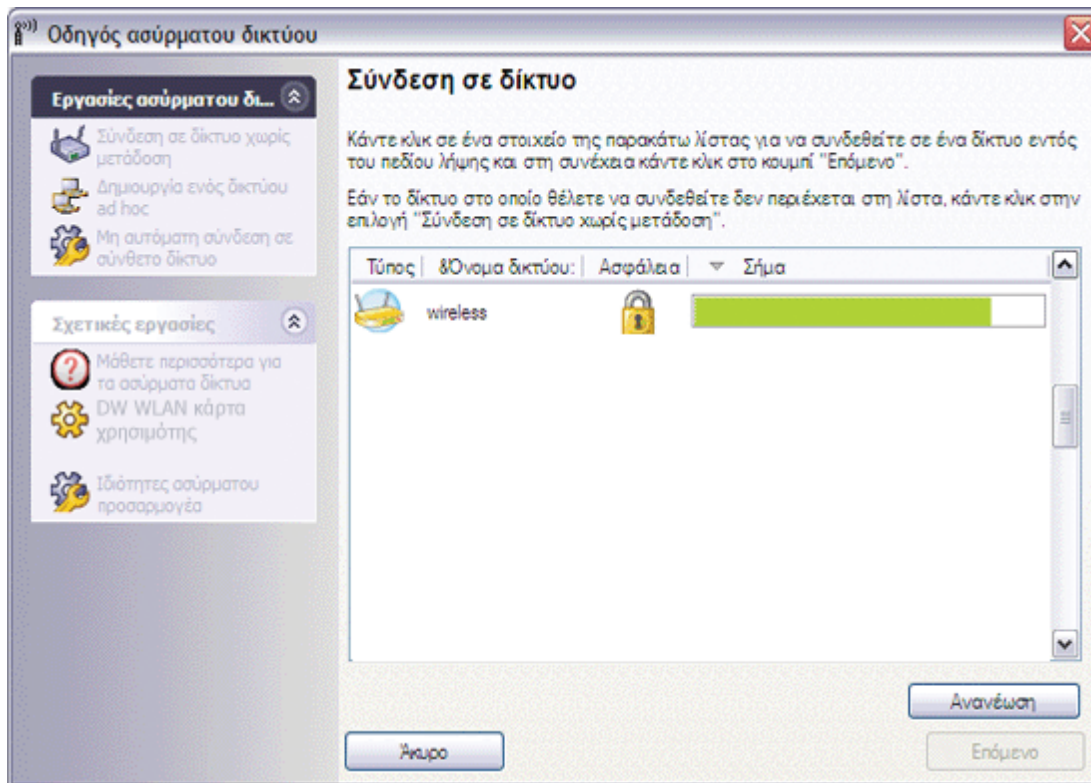 Οδηγός ασύρματου δικτύου
Εργασίες ασύρματου δι...
Σύνδεση σε δίκτυο χωρίς
μετάδοση
Δημιουργία ενός δικτύου
ad hoc
Μη αυτόματη σύνδεση σε
σύνθετο δίκτυο
Σχετικές εργασίες
Μάθετε περισσότερα για
τα ασύρματα δίκτυα
DW WLAN κάρτα
χρησιμότης
Ιδιότητες ασύρματου
προσαρμογέα
Σύνδεση σε δίκτυο
Κάντε κλικ σε ένα στοιχείο της παρακάτω λίστας για να συνδεθείτε σε ένα δίκτυο εντός
του πεδίου λήψης και στη συνέχεια κάντε κλικ στο κουμπί "Επόμενο".
Εάν το δίκτυο στο οποίο θέλετε να συνδεθείτε δεν περιέχεται στη λίστα, κάντε κλικ στην
επιλογή "Σύνδεση σε δίκτυο χωρίς μετάδοση".
Τύπος &Όνομα δικτύου: Ασφάλεια Σήμα
wireless
Ανανέωση
Άκυρο Επόμενο